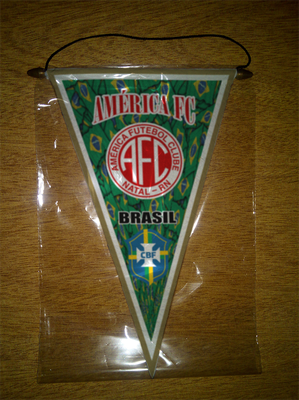 AMÉRICA FC
AMÉRICA FUTEBOL CLUBE
AFC
NATAL - RN
BRASIL
CBF